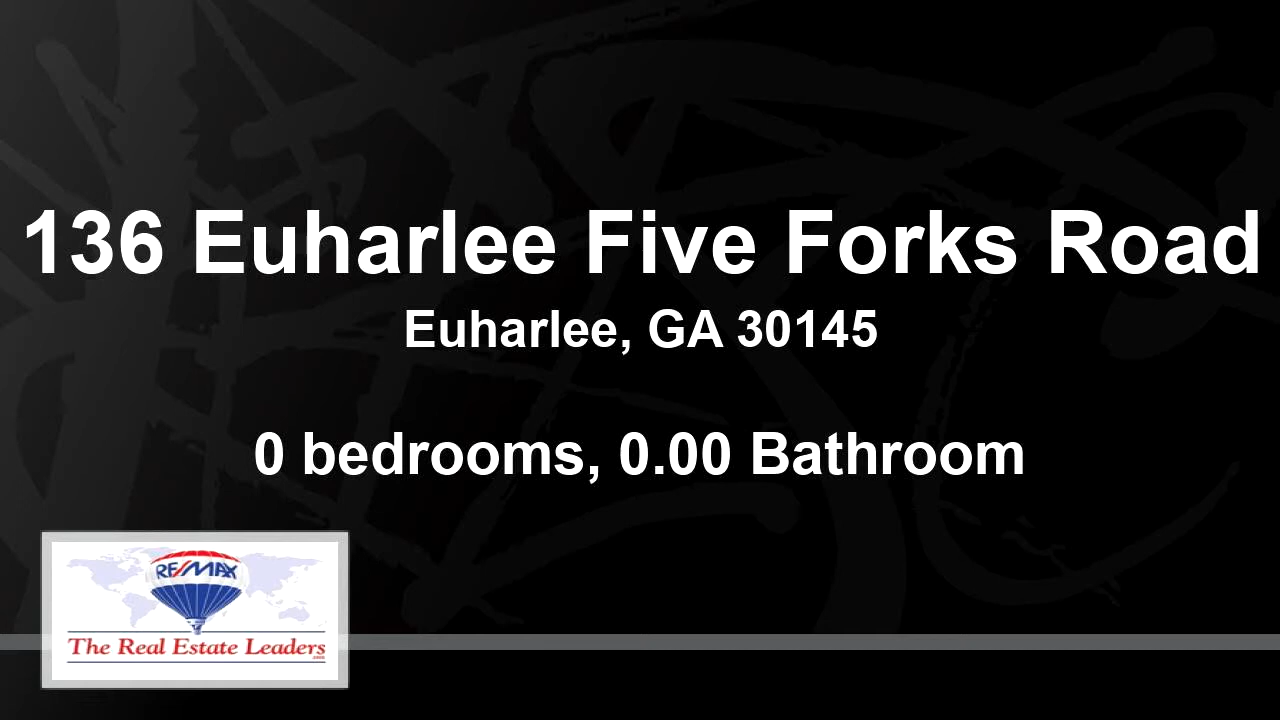 136 Euharlee Five Forks Road
Euharlee, GA 30145
0 bedrooms, 0.00 Bathroom
RE/MAX
The Real Estate Leaders
.com